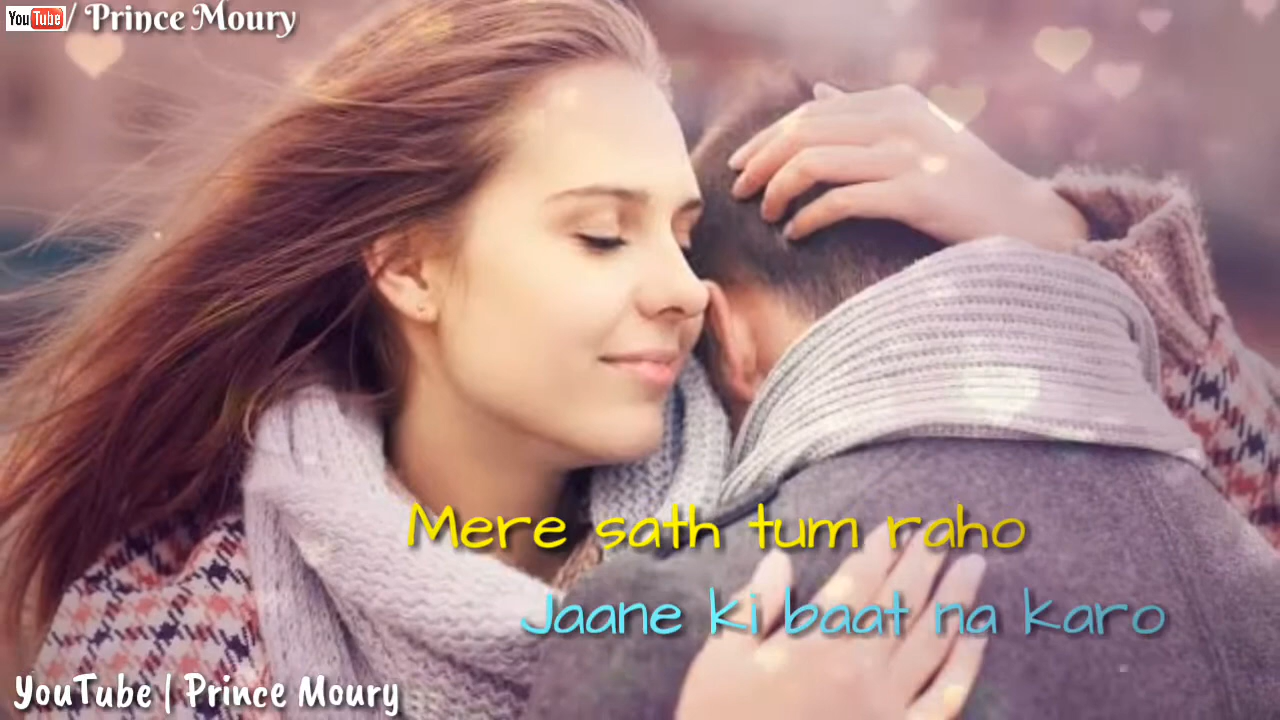 YouTube / Prince Moury
Mere sath tum raho
Jaane ki baat na karo
YouTube | Prince Moury